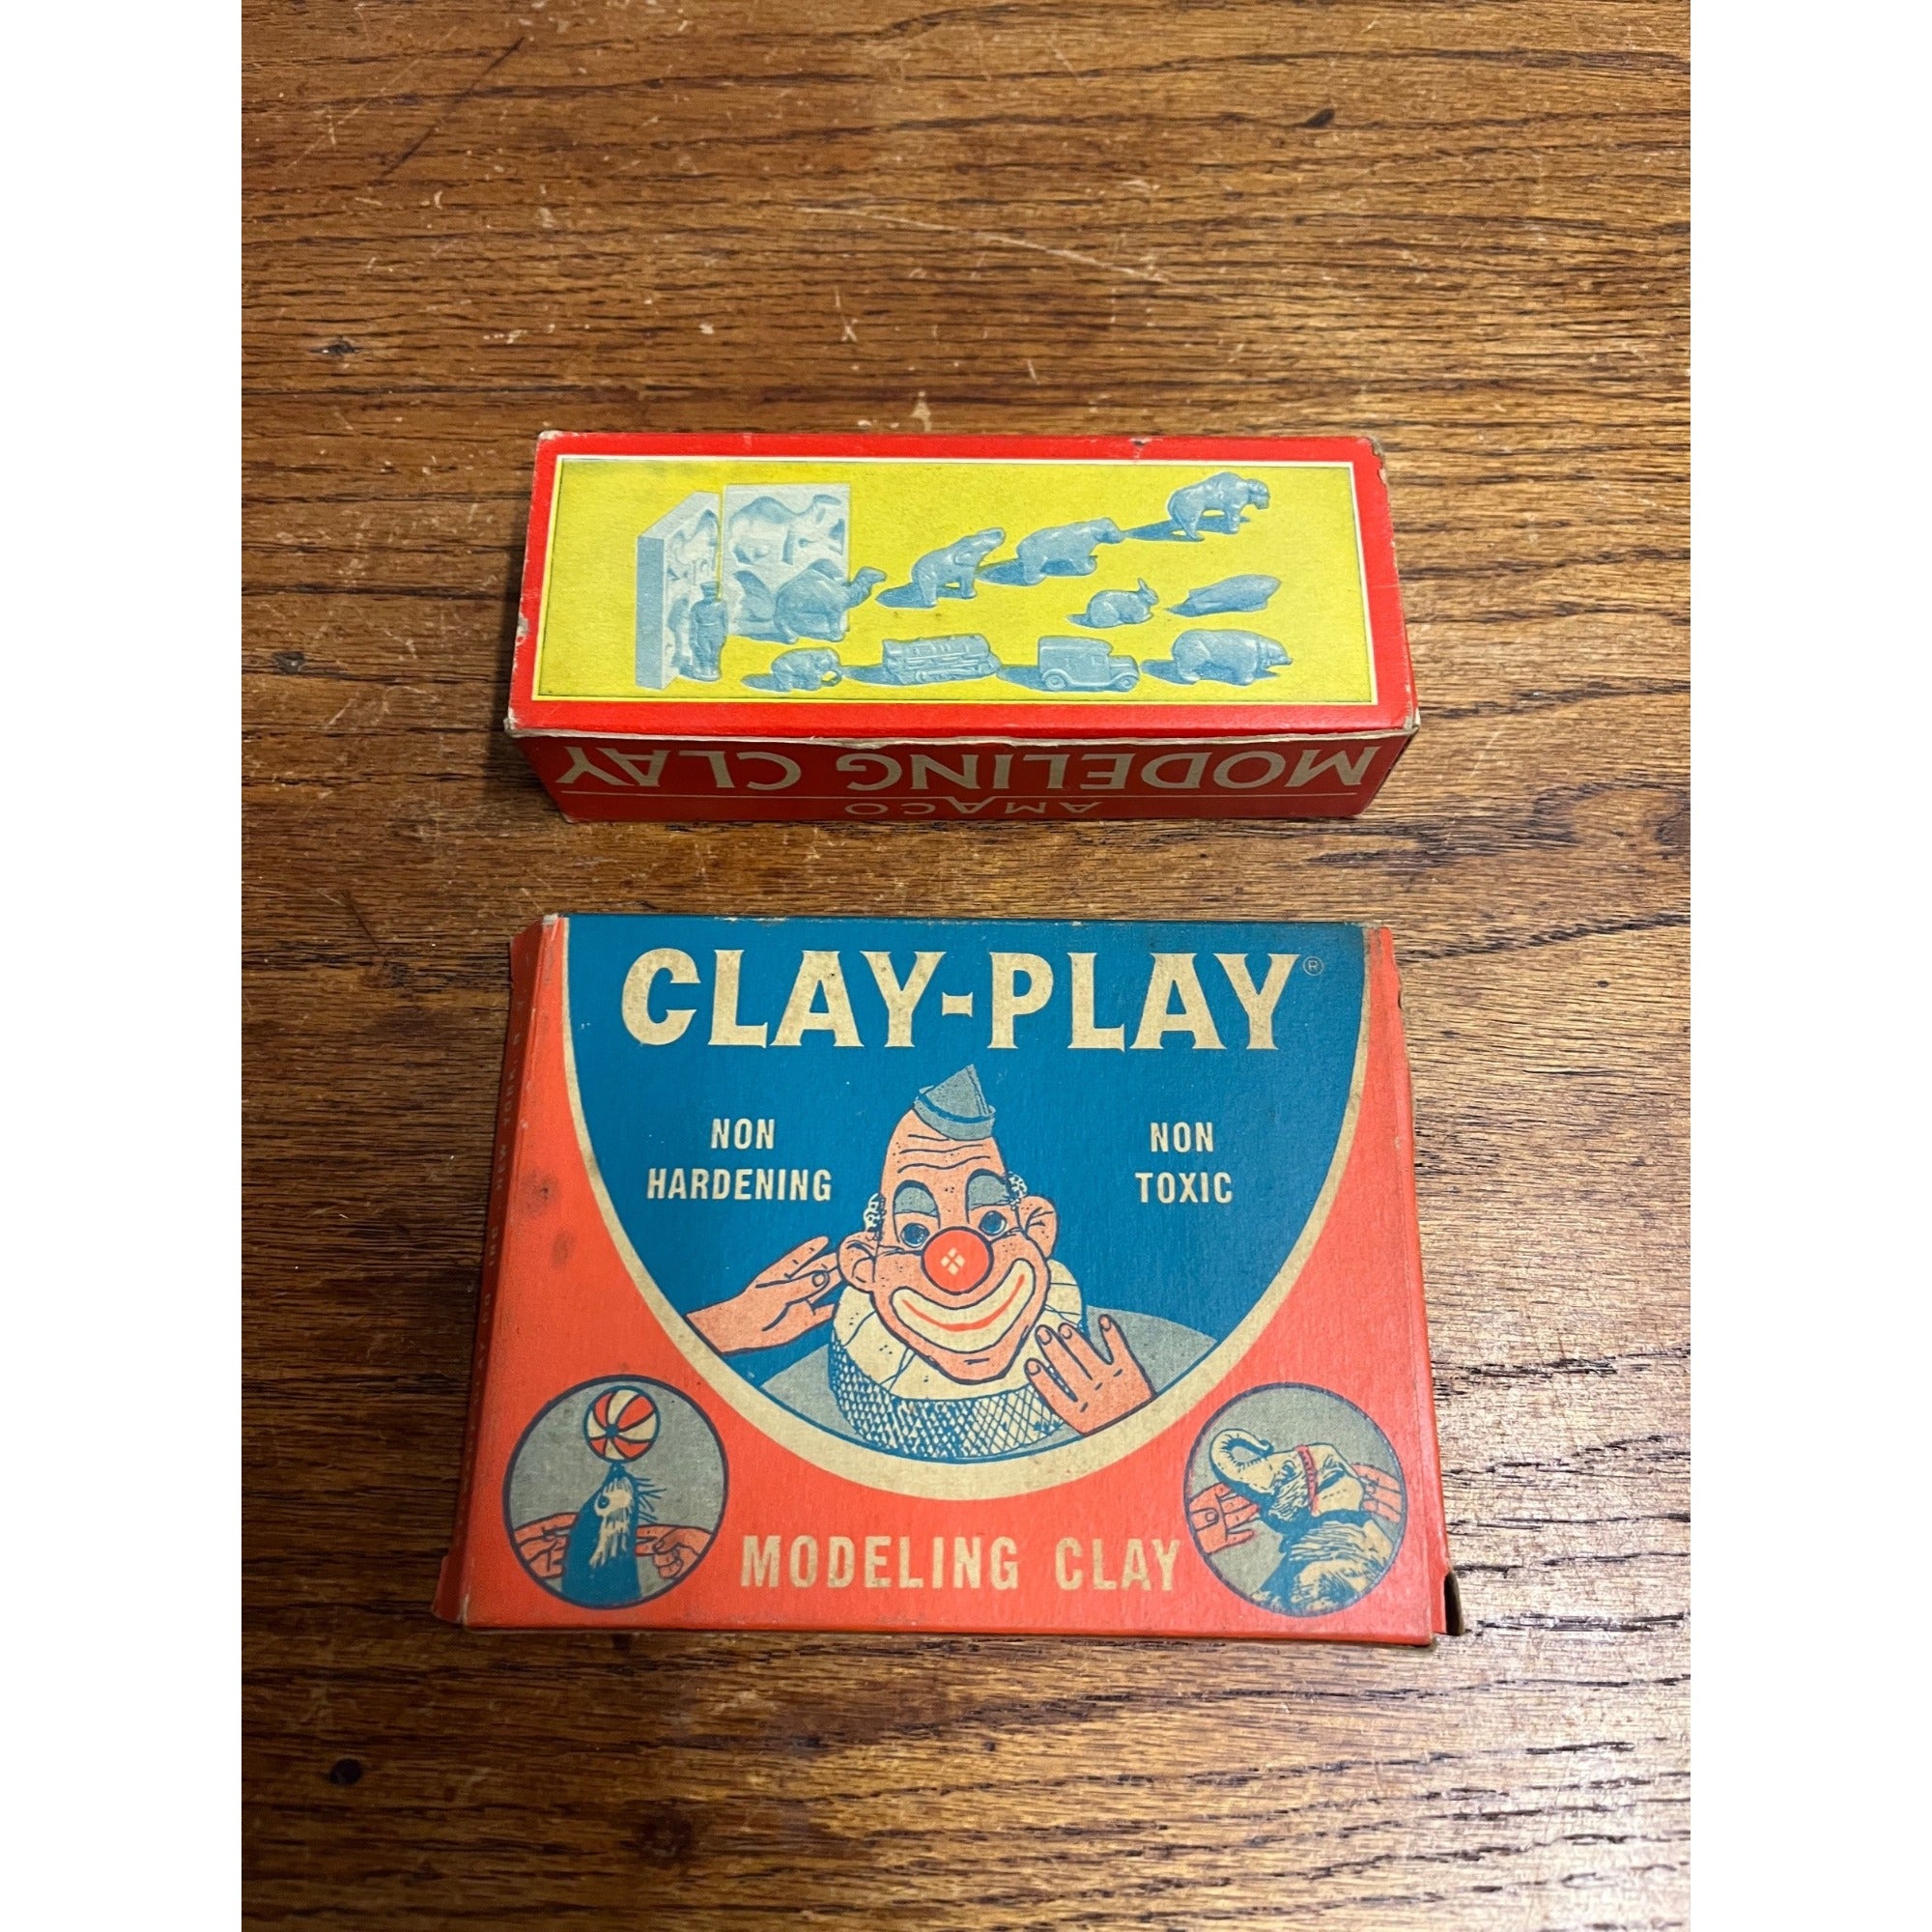 MODELING CLAY
AMACO
CLAY-PLAY®
NON
HARDENING
NON
TOXIC
MODELING CLAY